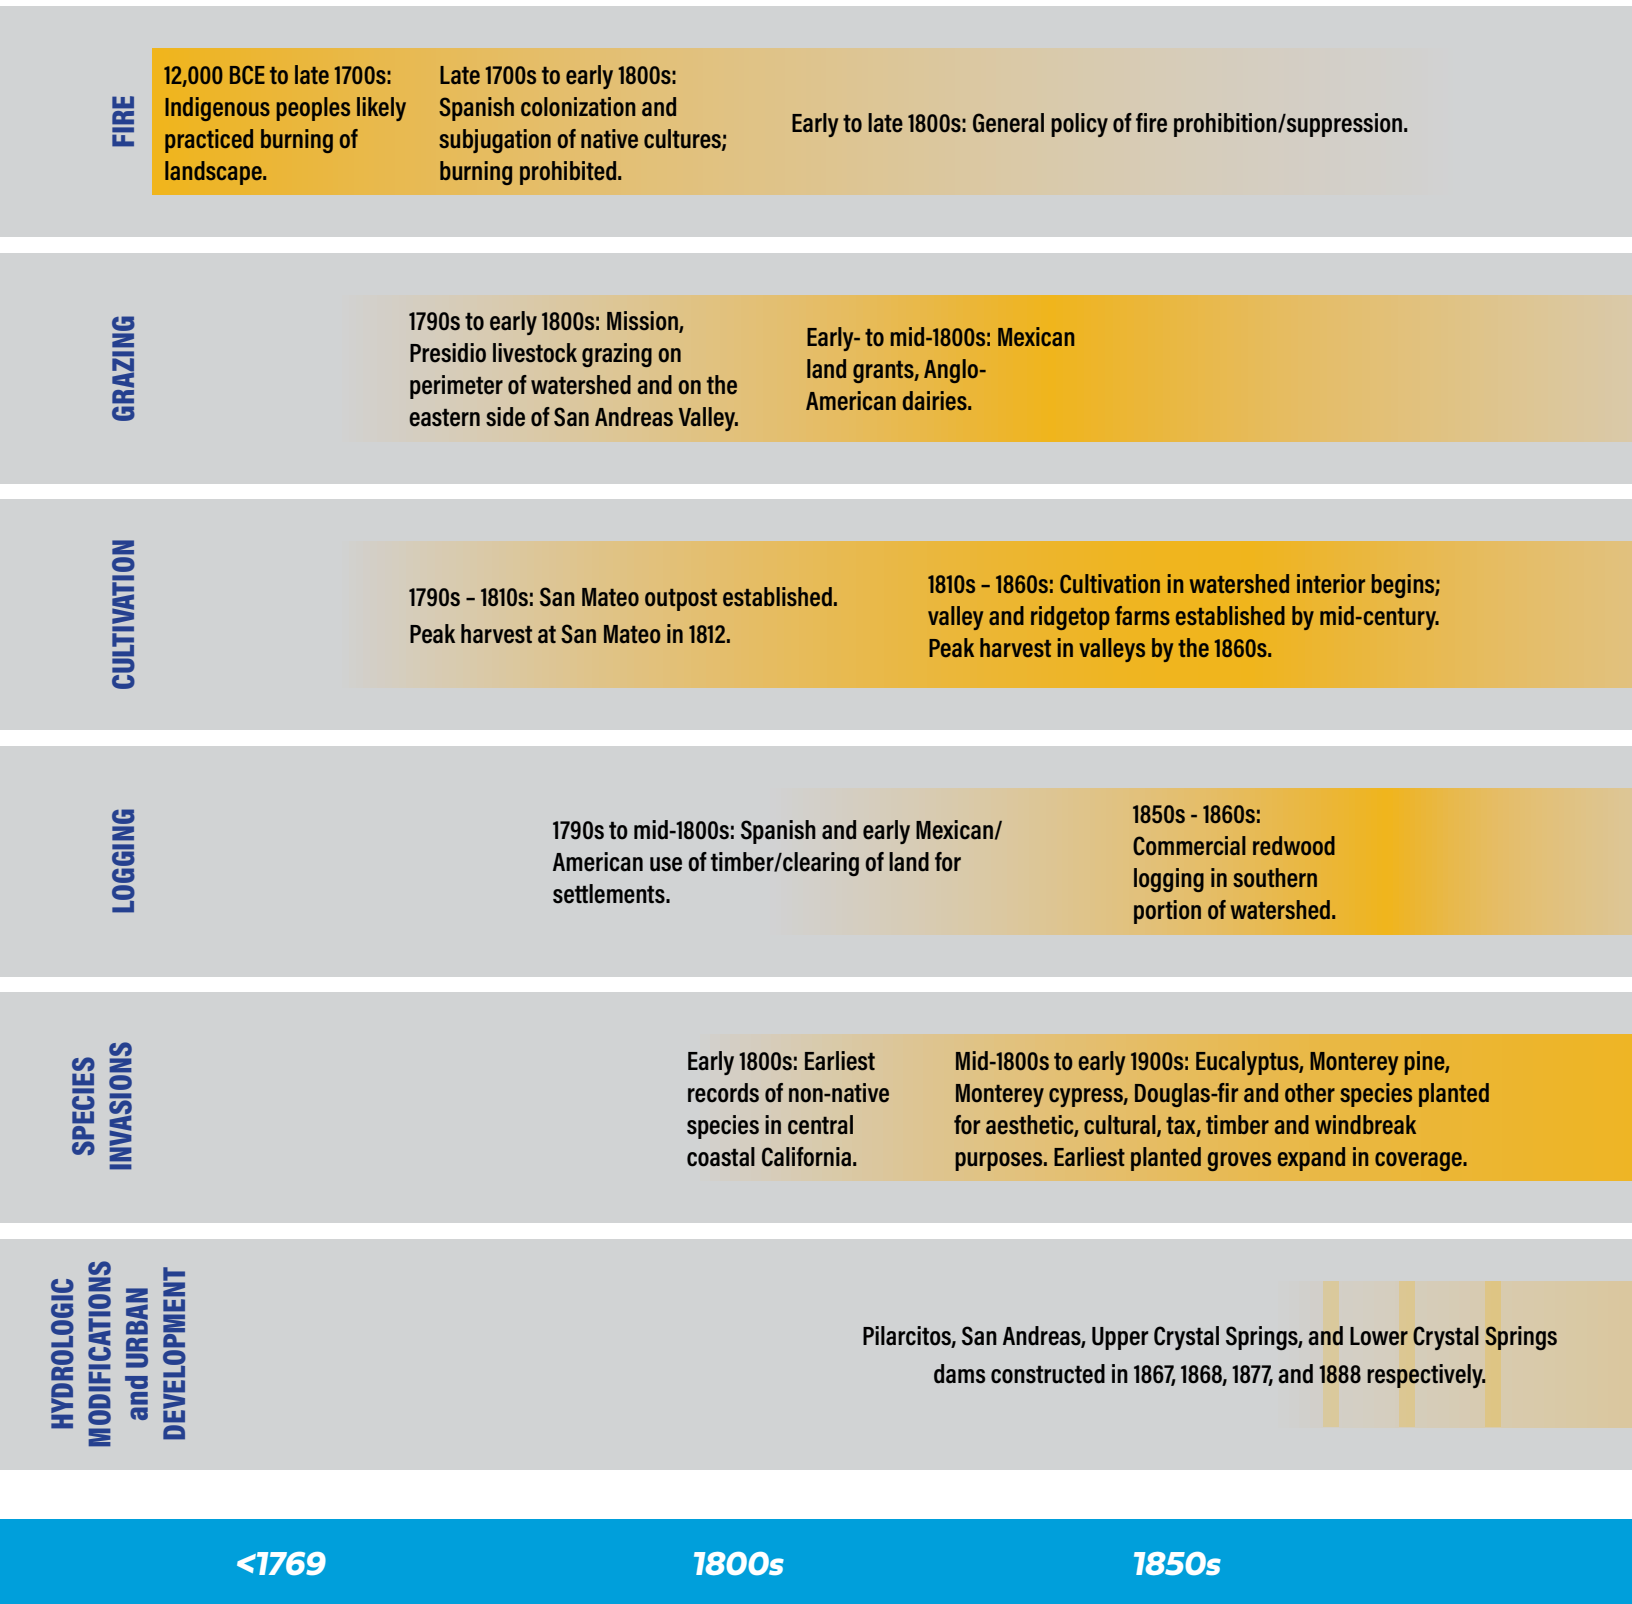 FIRE
12,000 BCE to late 1700s:
Indigenous peoples likely
practiced burning of
landscape.
Late 1700s to early 1800s:
Spanish colonization and
subjugation of native cultures;
burning prohibited.
Early to late 1800s: General policy of fire prohibition/suppression.
GRAZING
1790s to early 1800s: Mission,
Presidio livestock grazing on
perimeter of watershed and on the
eastern side of San Andreas Valley.
Early- to mid-1800s: Mexican
land grants, Anglo-
American dairies.
CULTIVATION
1790s – 1810s: San Mateo outpost established.
Peak harvest at San Mateo in 1812.
1810s – 1860s: Cultivation in watershed interior begins;
valley and ridgetop farms established by mid-century.
Peak harvest in valleys by the 1860s.
LOGGING
1790s to mid-1800s: Spanish and early Mexican/
American use of timber/clearing of land for
settlements.
1850s - 1860s:
Commercial redwood
logging in southern
portion of watershed.
SPECIES
INVASIONS
Early 1800s: Earliest
records of non-native
species in central
coastal California.
Mid-1800s to early 1900s: Eucalyptus, Monterey pine,
Monterey cypress, Douglas-fir and other species planted
for aesthetic, cultural, tax, timber and windbreak
purposes. Earliest planted groves expand in coverage.
HYDROLOGIC
MODIFICATIONS
and URBAN
DEVELOPMENT
Pilarcitos, San Andreas, Upper Crystal Springs, and Lower Crystal Springs
dams constructed in 1867, 1868, 1877, and 1888 respectively.
<1769
1800s
1850s